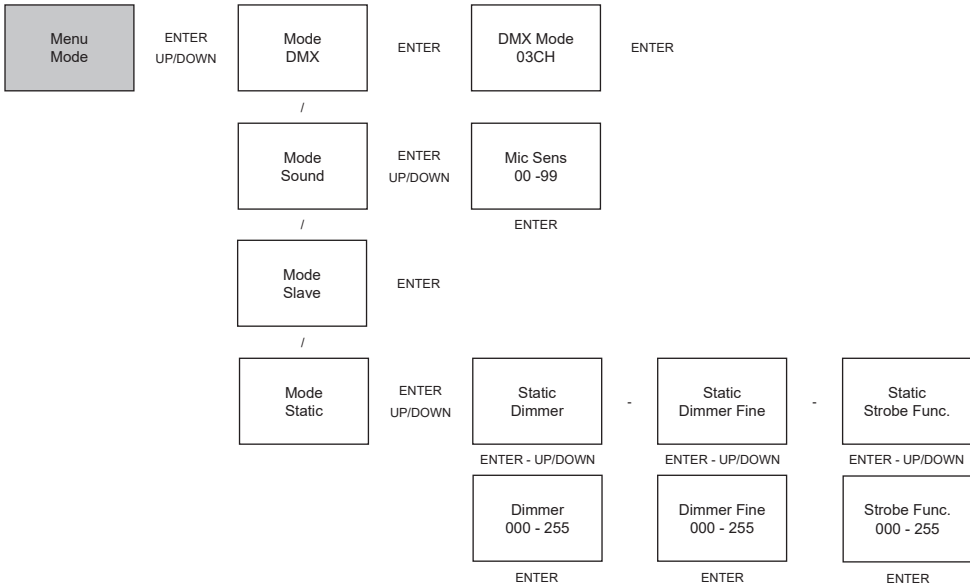 Menu
Mode
ENTER
UP/DOWN
Mode
DMX
ENTER
DMX Mode
03CH
ENTER
/
Mode
Sound
ENTER
UP/DOWN
Mic Sens
00 -99
/
ENTER
Mode
Slave
ENTER
/
Mode
Static
ENTER
UP/DOWN
Static
Dimmer
-
Static
Dimmer Fine
-
Static
Strobe Func.
ENTER - UP/DOWN
ENTER - UP/DOWN
ENTER - UP/DOWN
Dimmer
000 - 255
Dimmer Fine
000 - 255
Strobe Func.
000 - 255
ENTER
ENTER
ENTER